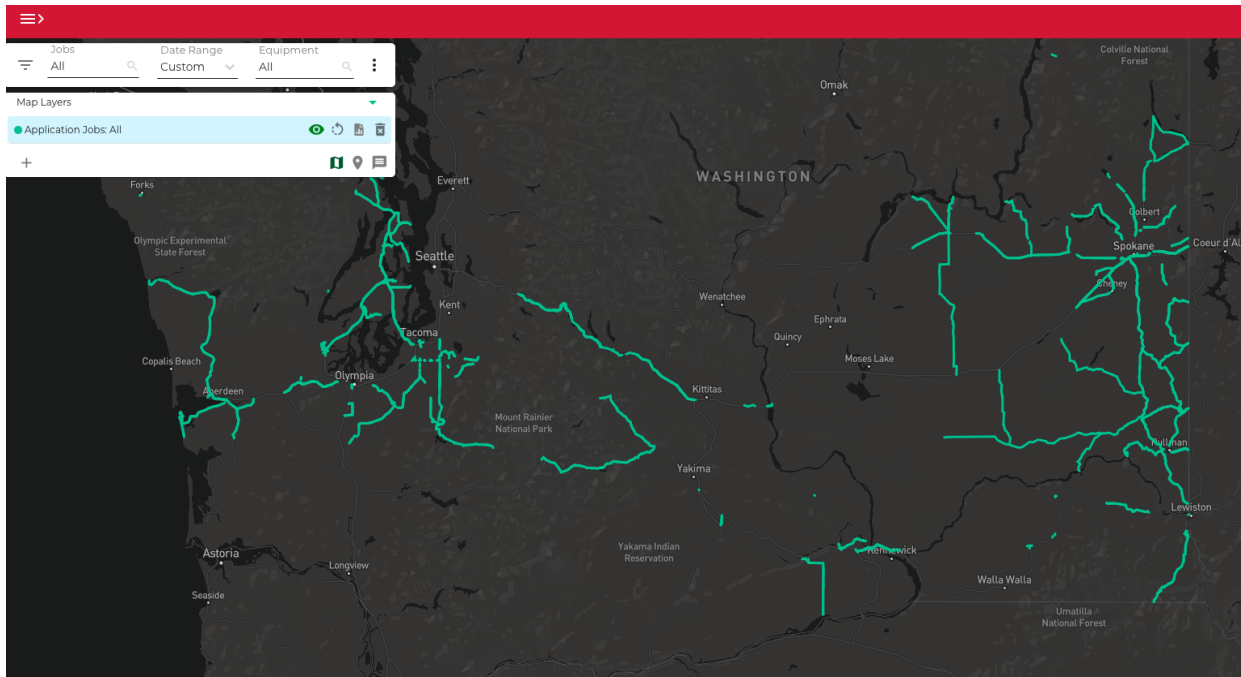 Jobs
All
Date Range
Custom
Equipment
All
Map Layers
Application Jobs: All
Colville National
Forest
Omak
WASHINGTON
Forks
Everett
Colbert
Olympic Experimental
State Forest
Seattle
Spokane
Coeur d'Al
Cheney
Wenatchee
Kent
Ephrata
Tacoma
Quincy
Copalis Beach
Moses Lake
Olympia
Aberdeen
Kittitas
Mount Rainier
National Park
Pullman
Yakima
Lewiston
Yakama Indian
Reservation
Astoria
Kennewick
Longview
Walla Walla
Seaside
Umatilla
National Forest